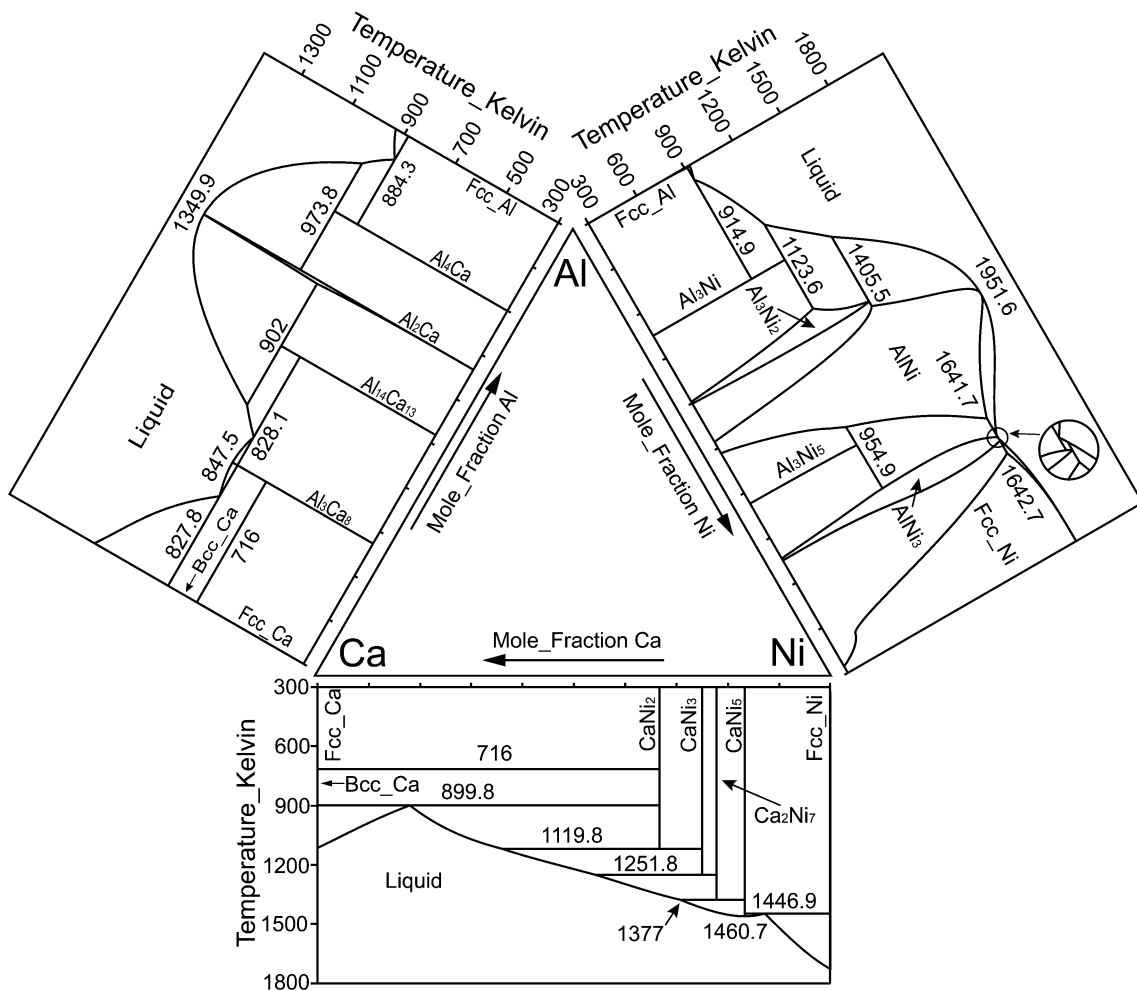 Temperature_Kelvin
1300
1100
900
700
500
300
1349.9
973.8
884.3
Fcc_Al
Al₄Ca
Al₂Ca
902
Al₁₄Ca₁₃
Liquid
847.5
828.1
Al₃Ca₈
827.8
Bcc_Ca
716
Fcc_Ca
Mole_Fraction Al
Temperature_Kelvin
300
600
900
1200
1500
1800
Liquid
Fcc_Al
914.9
1123.6
1405.5
1951.6
Al₃Ni
Al₃Ni₂
AlNi
1641.7
Al₃Ni₅
954.9
AlNi₃
1642.7
Fcc_Ni
Mole_Fraction Ni
Al
Ca
Ni
Mole_Fraction Ca
Temperature_Kelvin
300
600
900
1200
1500
1800
Fcc_Ca
CaNi₂
CaNi₃
CaNi₅
Fcc_Ni
716
Bcc_Ca
899.8
Ca₂Ni₇
1119.8
1251.8
Liquid
1446.9
1377
1460.7